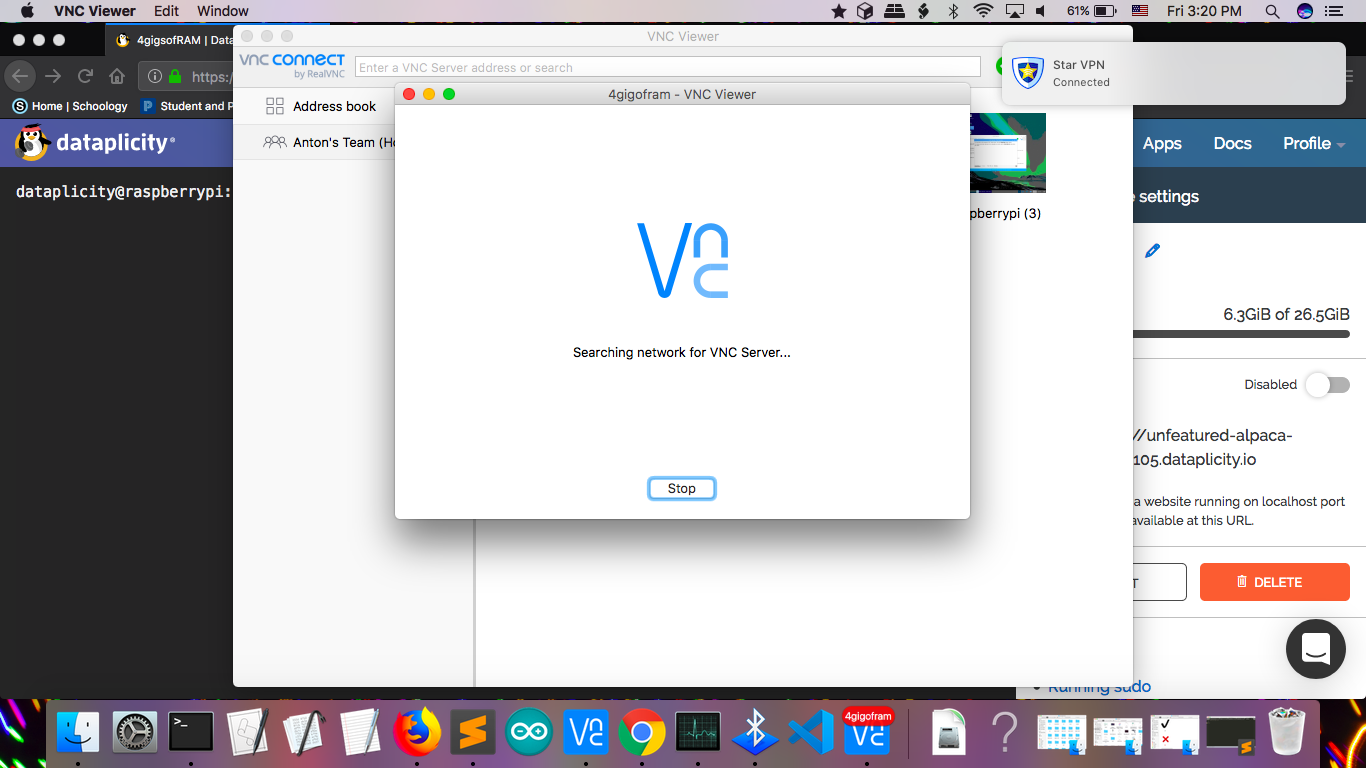 VNC Viewer Edit Window 61% Fri 3:20 PM
4gigsofRAM | Data
VNC Viewer
https:/
vnc connect
by RealVNC
Enter a VNC Server address or search
Star VPN
Connected
Home | Schoology Student and P
Address book
Anton's Team (Ho
4gigofram - VNC Viewer
Searching network for VNC Server...
Stop
pberrypi (3)
dataplicity
dataplicity@raspberrypi:
Apps Docs Profile
settings
6.3GiB of 26.5GiB
Disabled
//unfeatured-alpaca-
105.dataplicity.io
a website running on localhost port
available at this URL.
T
DELETE
Running sudo
4gigofram